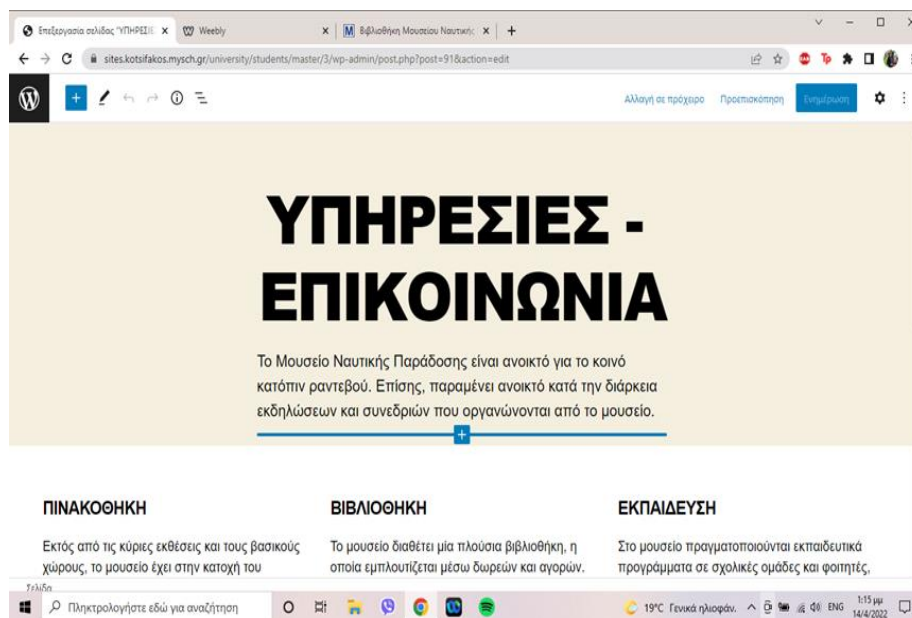 Επεξεργασία σελίδας "ΥΠΗΡΕΣΙΕ
Weebly
Βιβλιοθήκη Μουσείου Ναυτική
sites.kotsifakos.mysch.gr/university/students/master/3/wp-admin/post.php?post=91&action=edit
Αλλαγή σε πρόχειρο Προεπισκόπηση Ενημέρωση
ΥΠΗΡΕΣΙΕΣ -
ΕΠΙΚΟΙΝΩΝΙΑ
Το Μουσείο Ναυτικής Παράδοσης είναι ανοικτό για το κοινό
κατόπιν ραντεβού. Επίσης, παραμένει ανοικτό κατά την διάρκεια
εκδηλώσεων και συνεδριών που οργανώνονται από το μουσείο.
ΠΙΝΑΚΟΘΗΚΗ
Εκτός από τις κύριες εκθέσεις και τους βασικούς
χώρους, το μουσείο έχει στην κατοχή του
ΒΙΒΛΙΟΘΗΚΗ
Το μουσείο διαθέτει μία πλούσια βιβλιοθήκη, η
οποία εμπλουτίζεται μέσω δωρεών και αγορών.
ΕΚΠΑΙΔΕΥΣΗ
Στο μουσείο πραγματοποιούνται εκπαιδευτικά
προγράμματα σε σχολικές ομάδες και φοιτητές,
Σελίδα
Πληκτρολογήστε εδώ για αναζήτηση
19°C Γενικά ηλιοφάν.
ENG
1:15 μμ
14/4/2022